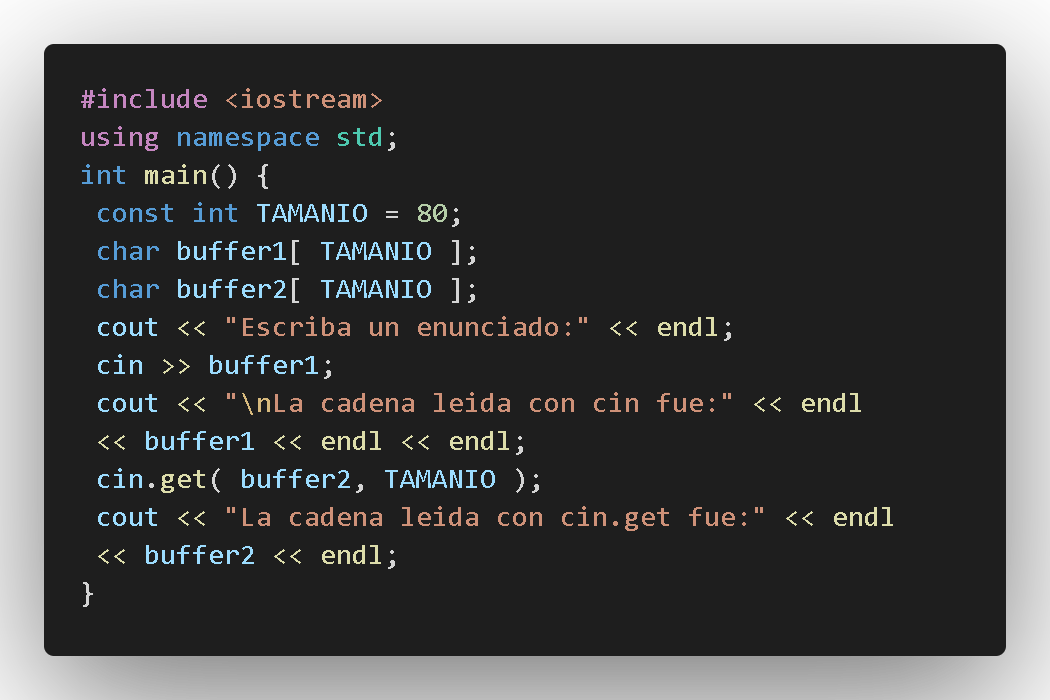 #include <iostream>
using namespace std;
int main() {
 const int TAMANIO = 80;
 char buffer1[ TAMANIO ];
 char buffer2[ TAMANIO ];
 cout << "Escriba un enunciado:" << endl;
 cin >> buffer1;
 cout << "\nLa cadena leida con cin fue:" << endl
 << buffer1 << endl << endl;
 cin.get( buffer2, TAMANIO );
 cout << "La cadena leida con cin.get fue:" << endl
 << buffer2 << endl;
}